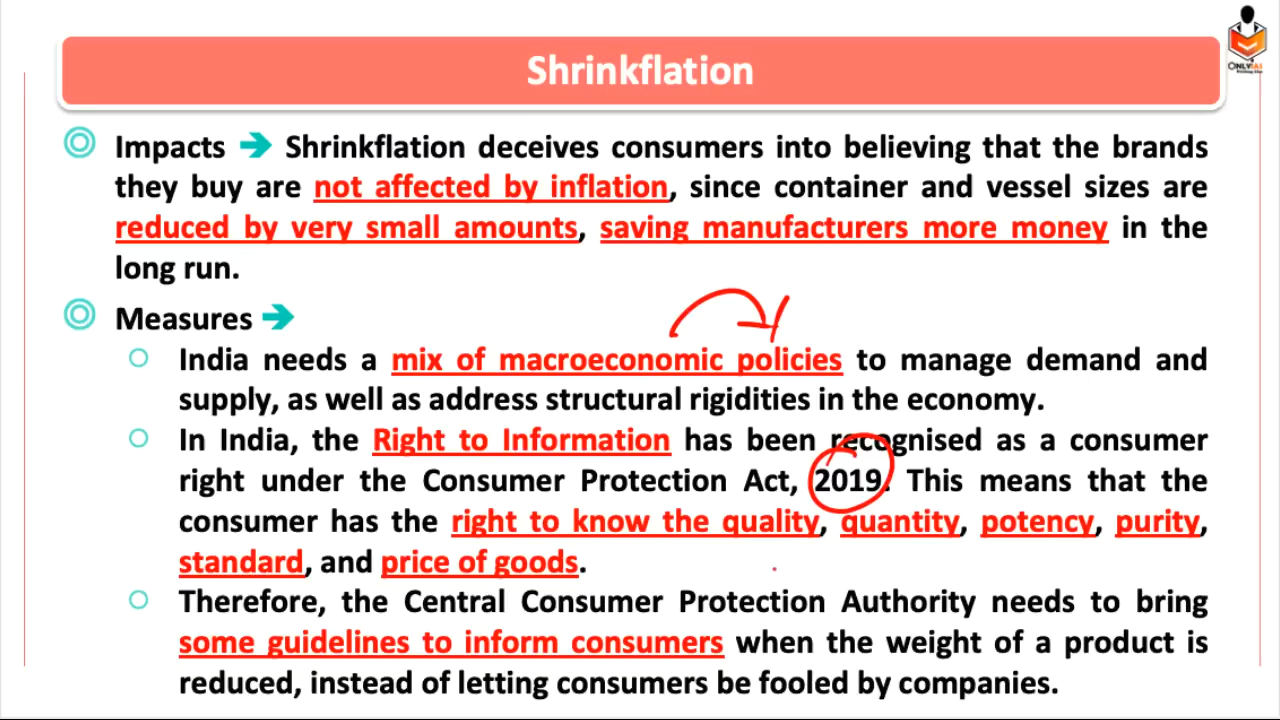 ONLYIAS
Shrinkflation
Impacts ➔ Shrinkflation deceives consumers into believing that the brands
they buy are not affected by inflation, since container and vessel sizes are
reduced by very small amounts, saving manufacturers more money in the
long run.
Measures ➔
India needs a mix of macroeconomic policies to manage demand and
supply, as well as address structural rigidities in the economy.
In India, the Right to Information has been recognised as a consumer
right under the Consumer Protection Act, 2019. This means that the
consumer has the right to know the quality, quantity, potency, purity,
standard, and price of goods.
Therefore, the Central Consumer Protection Authority needs to bring
some guidelines to inform consumers when the weight of a product is
reduced, instead of letting consumers be fooled by companies.